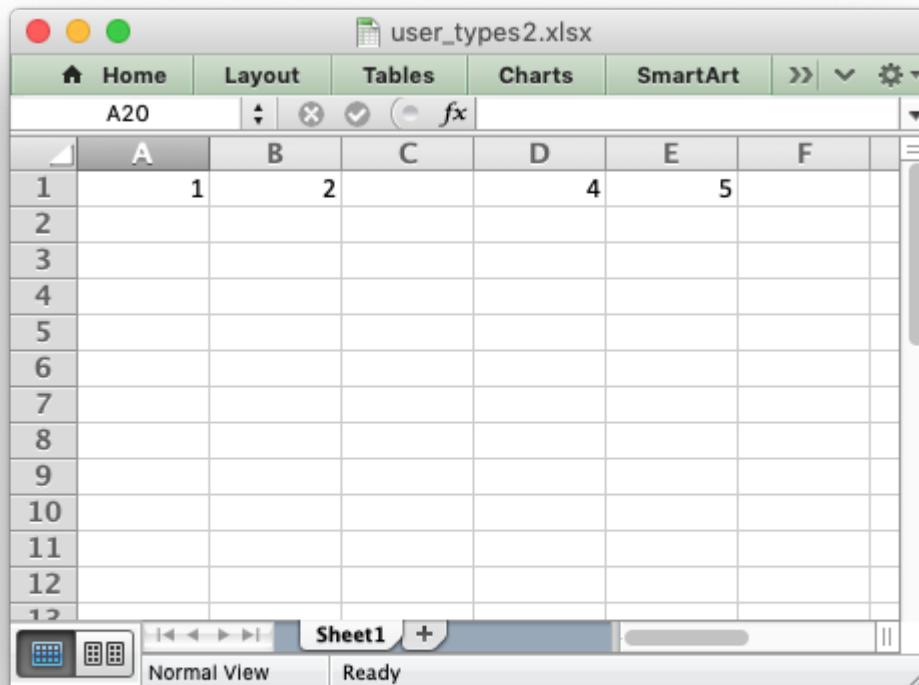 user_types2.xlsx
Home Layout Tables Charts SmartArt
A20 fx
A B C D E F
1 1 2 4 5
2
3
4
5
6
7
8
9
10
11
12
13
Sheet1 +
Normal View Ready